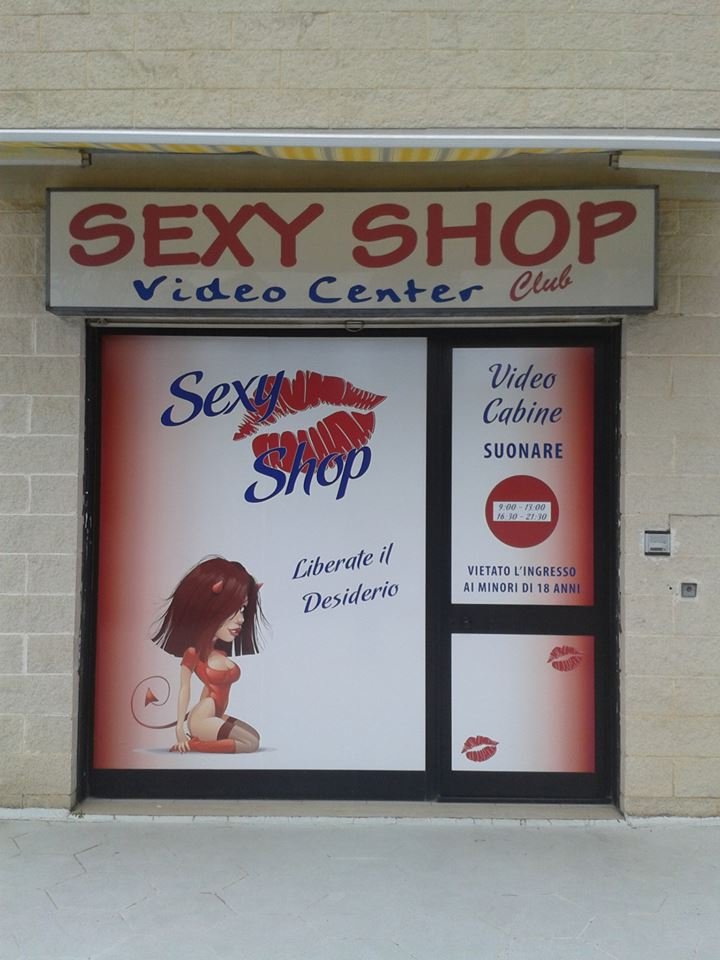 SEXY SHOP
Video Center Club
Sexy
Shop
Liberate il
Desiderio
Video
Cabine
SUONARE
9:00 - 13:00
16:30 - 21:30
VIETATO L'INGRESSO
AI MINORI DI 18 ANNI